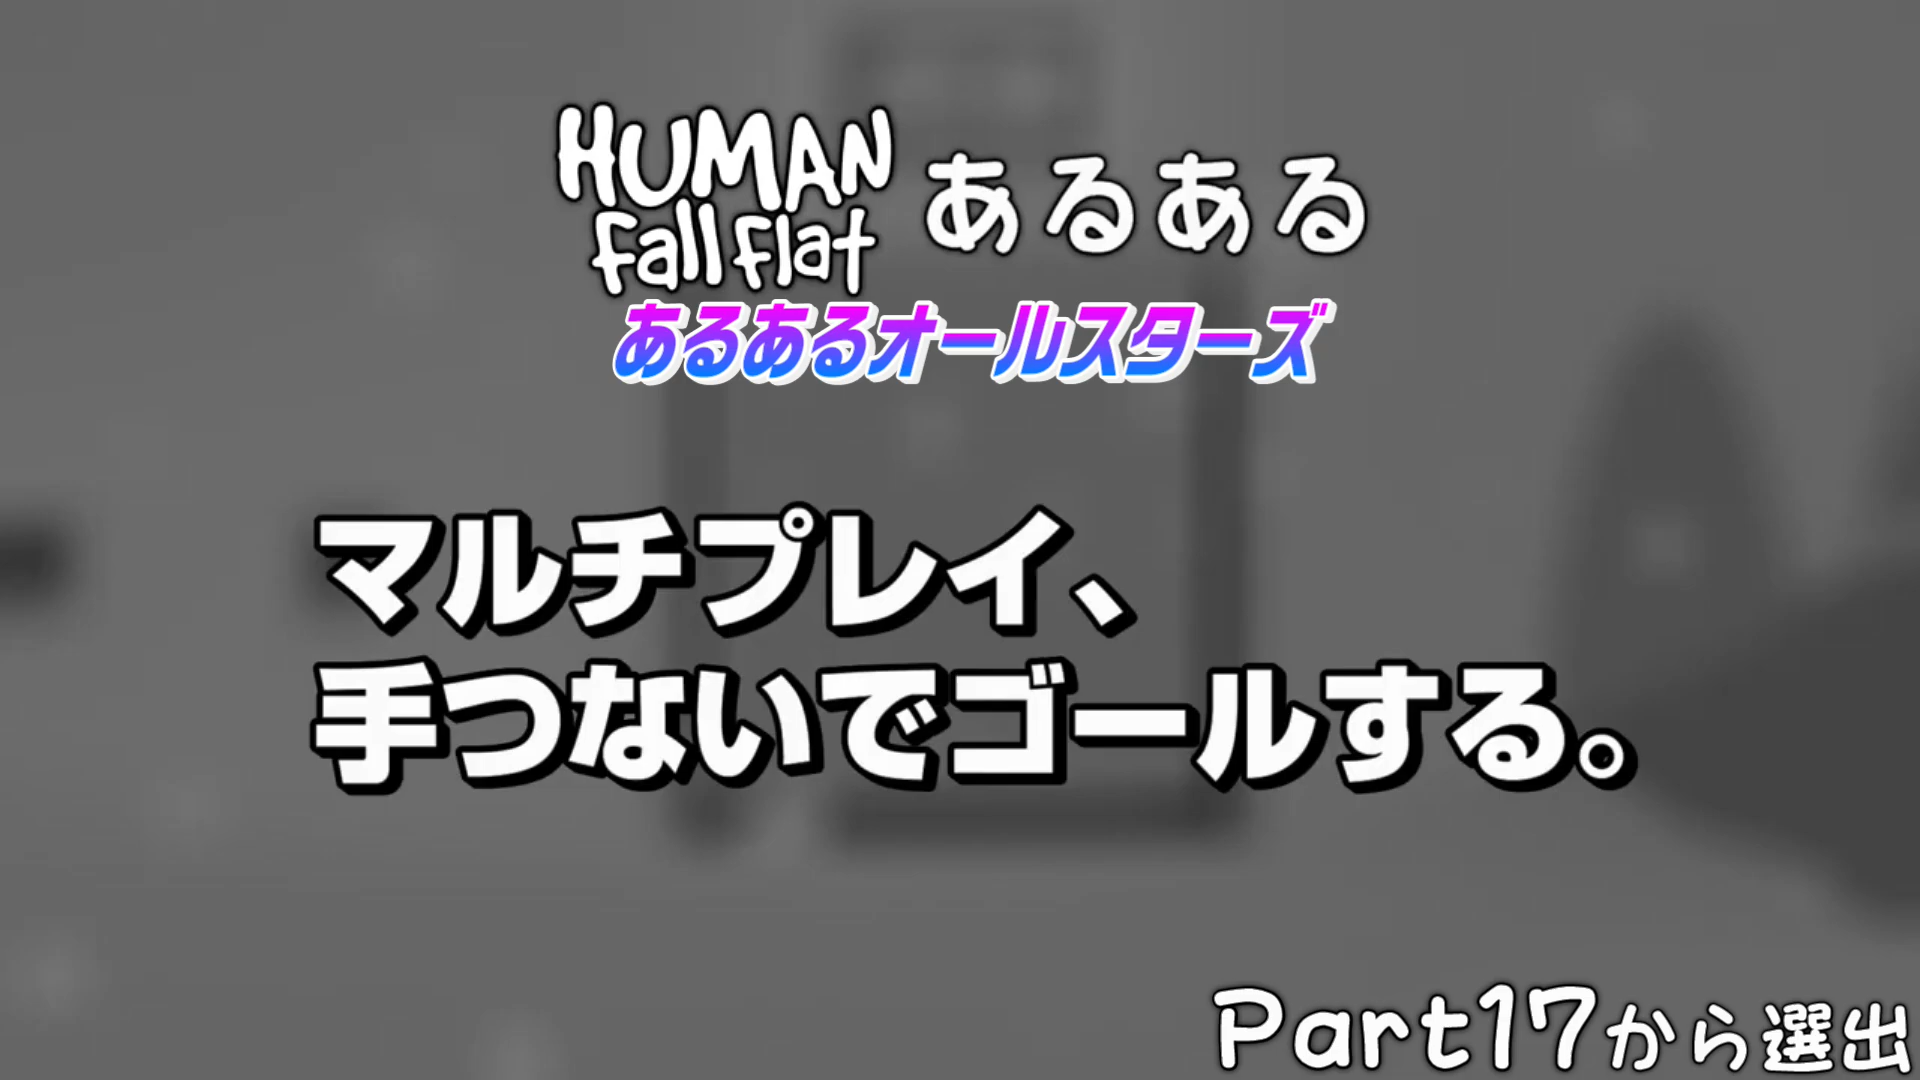 HUMAN
fall flat
あるある
あるあるオールスターズ
マルチプレイ、
手つないでゴールする。
Part17から選出